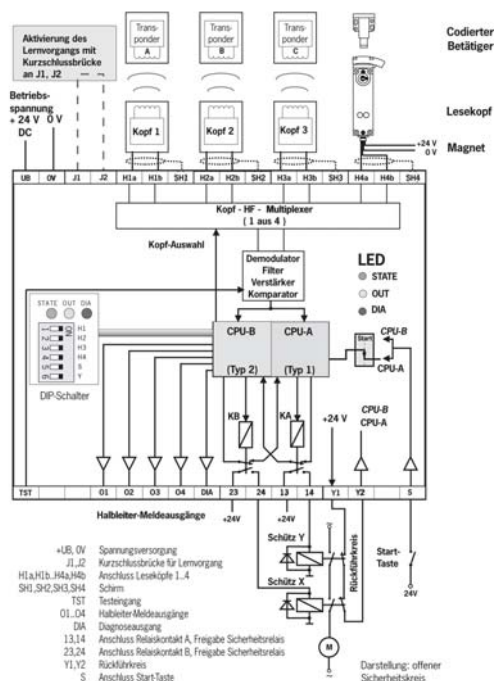 Aktivierung des
Lernvorgangs mit
Kurzschlussbrücke
an J1, J2
Trans-
ponder
A
Trans-
ponder
B
Trans-
ponder
C
Codierter
Betätiger
Betriebs-
spannung
+ 24 V 0 V
DC
Kopf 1
Kopf 2
Kopf 3
Lesekopf
+24 V
0 V
Magnet
UB 0V J1 J2 H1a H1b SH1 H2a H2b SH2 H3a H3b SH3 H4a H4b SH4
Kopf - HF - Multiplexer
( 1 aus 4 )
Kopf-Auswahl
Demodulator
Filter
Verstärker
Komparator
LED
STATE
OUT
DIA
STATE OUT DIA
ON
1 H1
2 H2
3 H3
4 H4
5 S
6 Y
DIP-Schalter
CPU-B CPU-A
(Typ 2) (Typ 1)
Start
CPU-B
CPU-A
KB KA
+24 V
CPU-B
CPU-A
TST O1 O2 O3 O4 DIA 23 24 13 14 Y1 Y2 S
Halbleiter-Meldeausgänge
+24V
+24V
Schütz Y
Schütz X
Rückführkreis
Start-
Taste
24V
M
+UB, 0V Spannungsversorgung
J1,J2 Kurzschlussbrücke für Lernvorgang
H1a,H1b..H4a,H4b Anschluss Leseköpfe 1...4
SH1,SH2,SH3,SH4 Schirm
TST Testeingang
O1..O4 Halbleiter-Meldeausgänge
DIA Diagnoseausgang
13,14 Anschluss Relaiskontakt A, Freigabe Sicherheitsrelais
23,24 Anschluss Relaiskontakt B, Freigabe Sicherheitsrelais
Y1,Y2 Rückführkreis
S Anschluss Start-Taste
Darstellung: offener
Sicherheitskreis